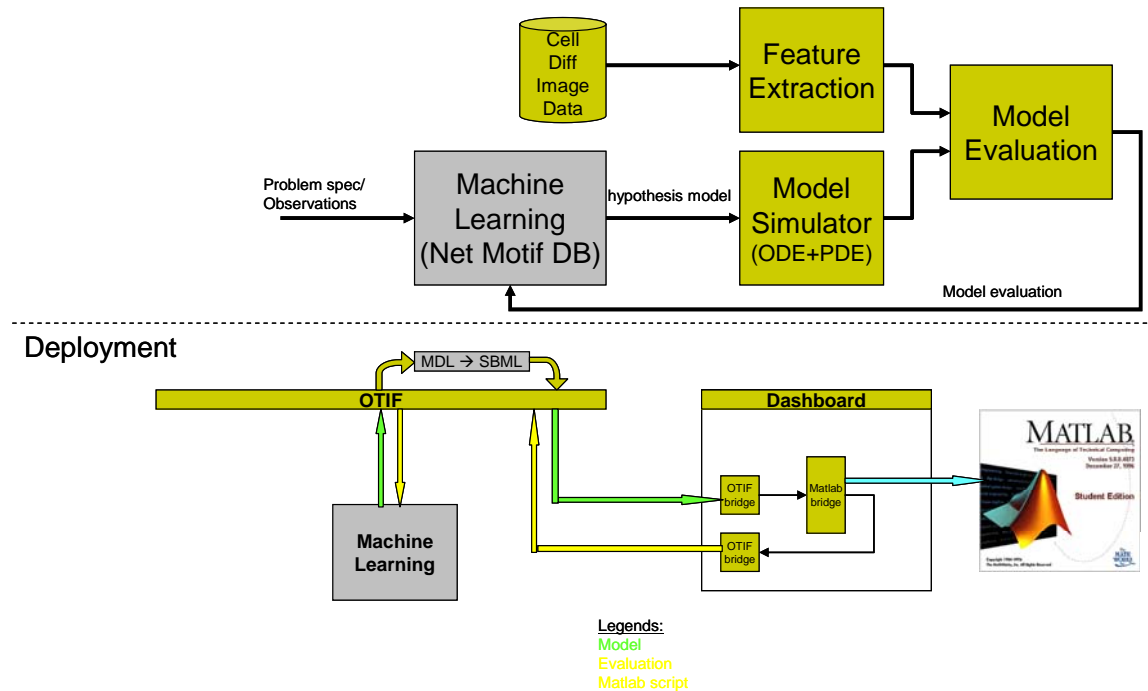 Cell
Diff
Image
Data
Feature
Extraction
Model
Evaluation
Problem spec/
Observations
Machine
Learning
(Net Motif DB)
hypothesis model
Model
Simulator
(ODE+PDE)
Model evaluation
Deployment
MDL → SBML
OTIF
Dashboard
OTIF
bridge
Matlab
bridge
OTIF
bridge
Machine
Learning
MATLAB
The Language of Technical Computing
Student Edition
Legends:
Model
Evaluation
Matlab script